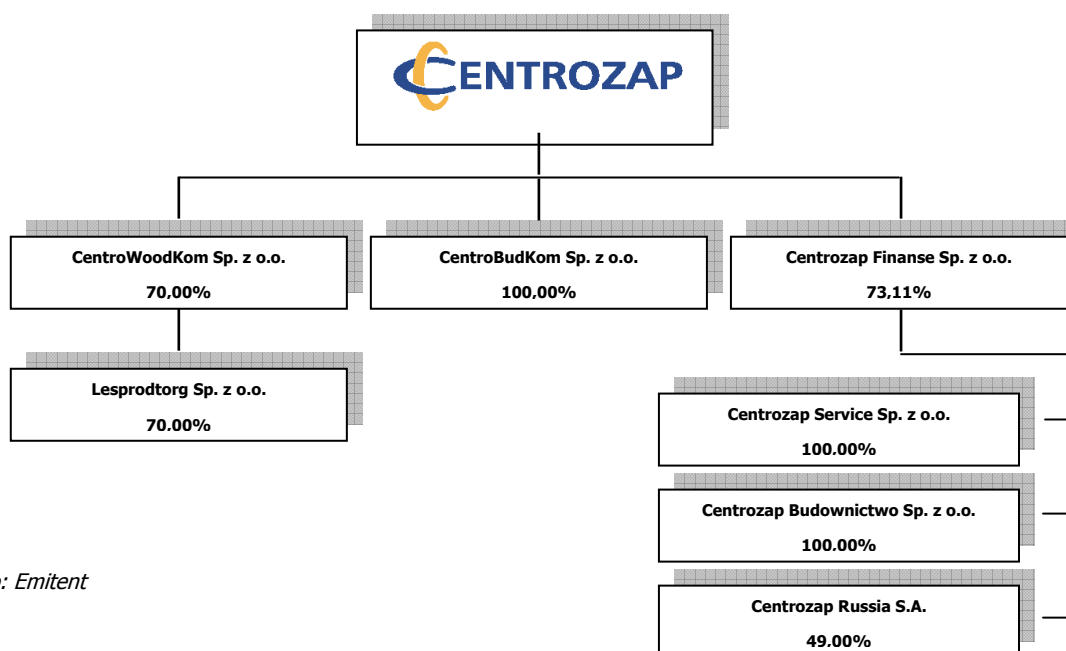 CENTROZAP
CentroWoodKom Sp. z o.o.
70,00%
CentroBudKom Sp. z o.o.
100,00%
Centrozap Finanse Sp. z o.o.
73,11%
Lesprodtorg Sp. z o.o.
70,00%
Centrozap Service Sp. z o.o.
100,00%
Centrozap Budownictwo Sp. z o.o.
100,00%
: Emitent
Centrozap Russia S.A.
49,00%